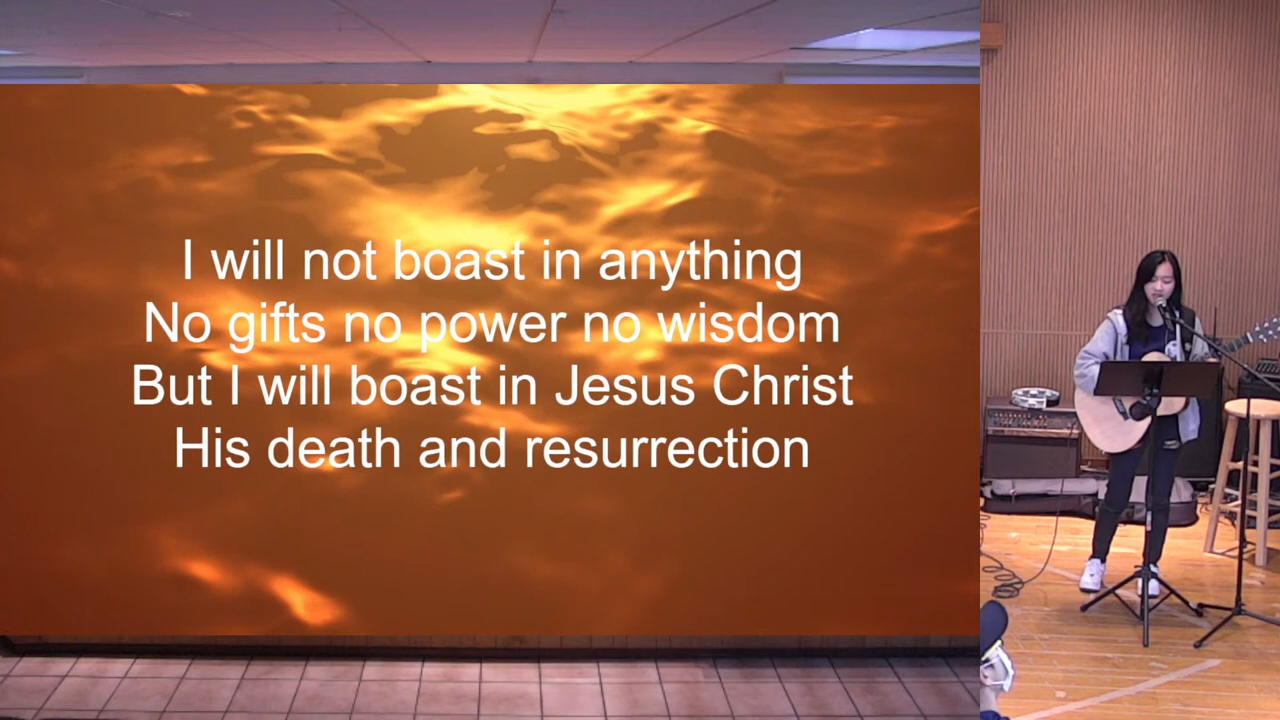 I will not boast in anything
No gifts no power no wisdom
But I will boast in Jesus Christ
His death and resurrection